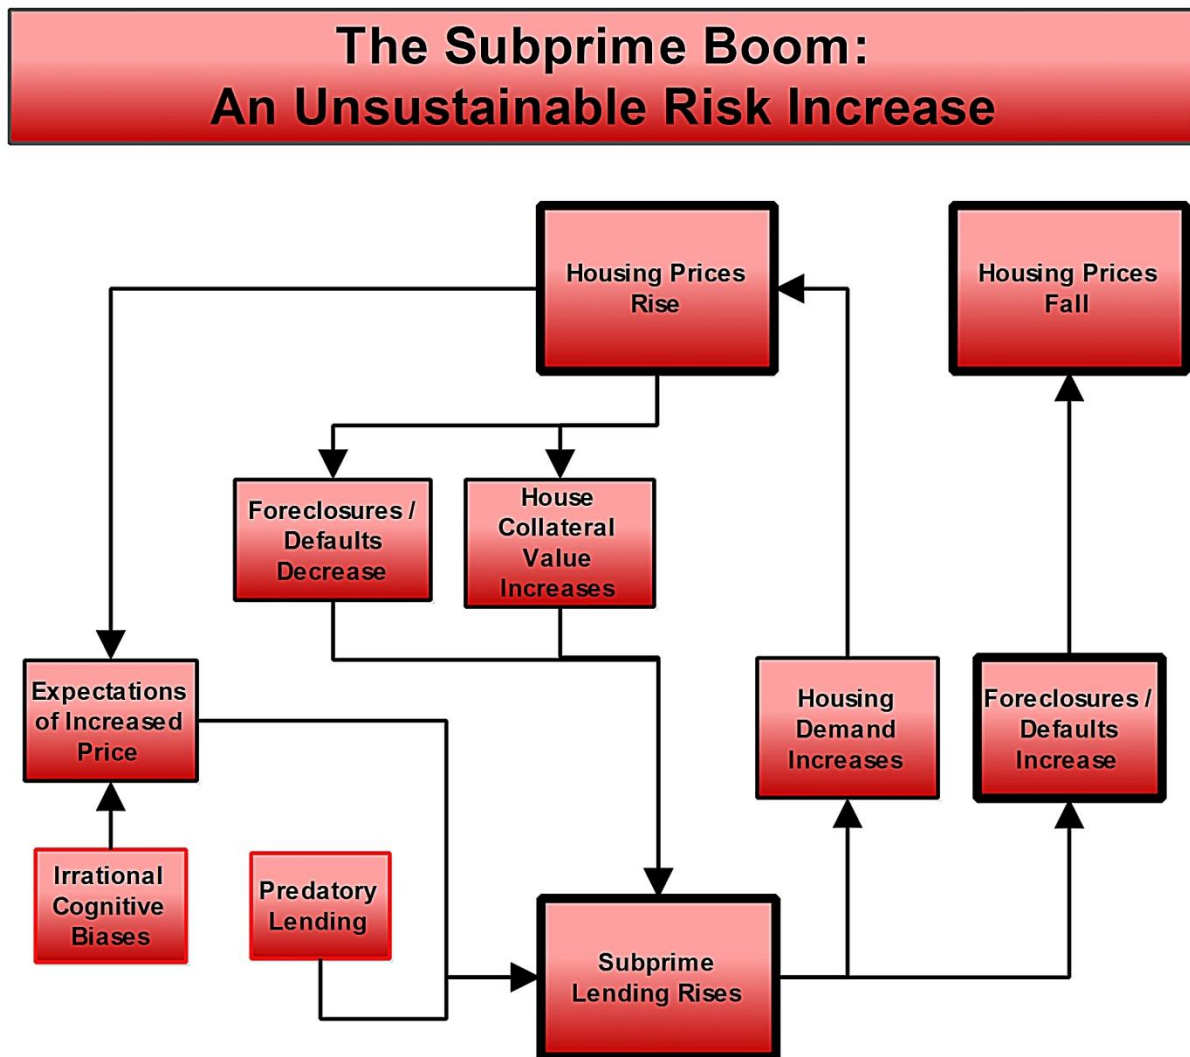 The Subprime Boom:
An Unsustainable Risk Increase
Housing Prices
Rise
Housing Prices
Fall
Foreclosures /
Defaults
Decrease
House
Collateral
Value
Increases
Expectations
of Increased
Price
Housing
Demand
Increases
Foreclosures /
Defaults
Increase
Irrational
Cognitive
Biases
Predatory
Lending
Subprime
Lending Rises